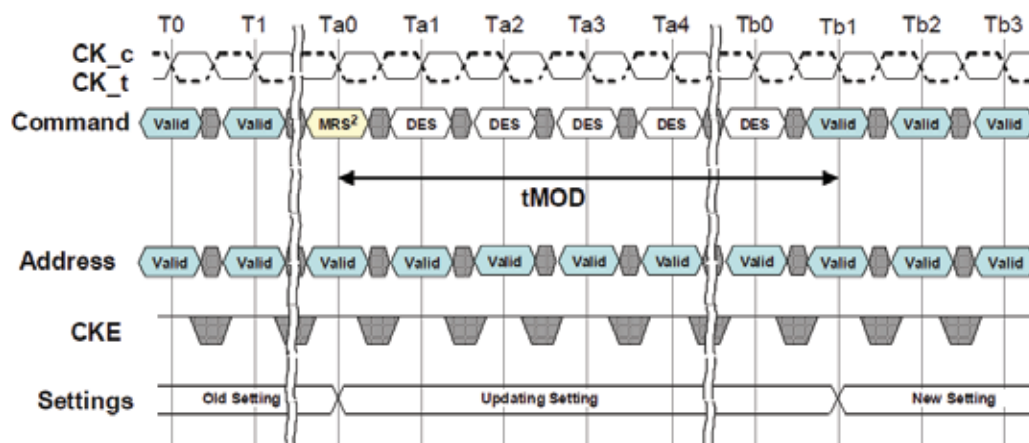 T0 T1 Ta0 Ta1 Ta2 Ta3 Ta4 Tb0 Tb1 Tb2 Tb3
CK_c
CK_t
Command Valid Valid MRS² DES DES DES DES DES Valid Valid Valid
tMOD
Address Valid Valid Valid Valid Valid Valid Valid Valid Valid Valid Valid
CKE
Settings Old Setting Updating Setting New Setting